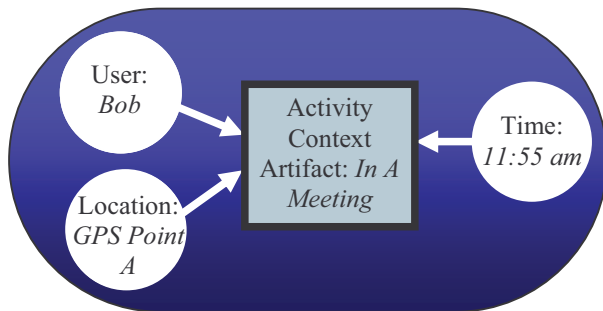 User:
Bob
Location:
GPS Point
A
Activity
Context
Artifact: In A
Meeting
Time:
11:55 am